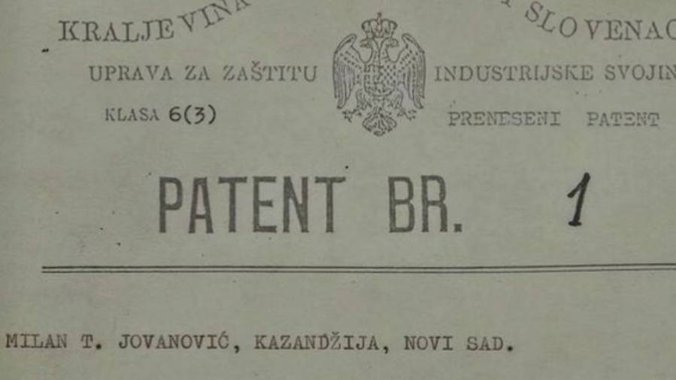 KRALJEVINA SLOVENAC
UPRAVA ZA ZAŠTITU INDUSTRIJSKE SVOJIN
KLASA 6(3) PRENESENI PATENT
PATENT BR. 1
MILAN T. JOVANOVIĆ, KAZANDŽIJA, NOVI SAD.